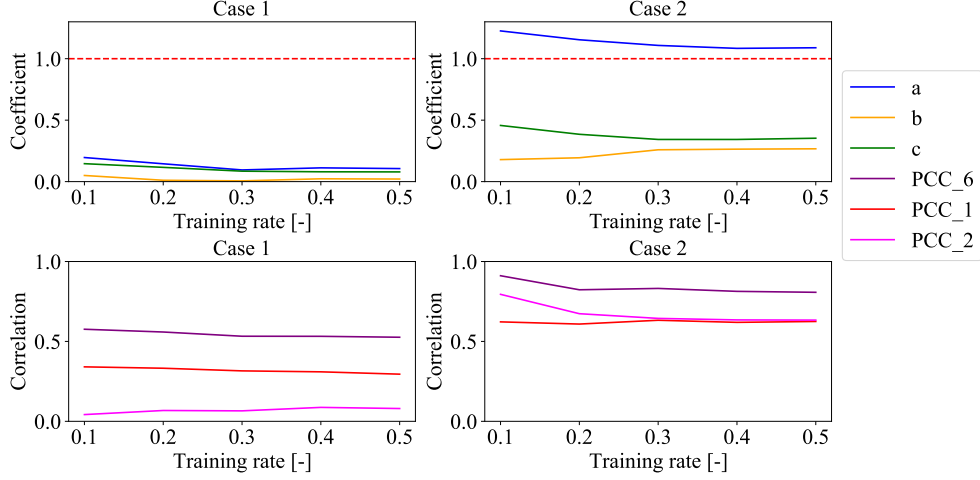 Case 1
Coefficient
1.0
0.5
0.0
0.1 0.2 0.3 0.4 0.5
Training rate [-]
Case 2
Coefficient
1.0
0.5
0.0
0.1 0.2 0.3 0.4 0.5
Training rate [-]
a
b
c
PCC_6
PCC_1
PCC_2
Case 1
Correlation
1.0
0.5
0.0
0.1 0.2 0.3 0.4 0.5
Training rate [-]
Case 2
Correlation
1.0
0.5
0.0
0.1 0.2 0.3 0.4 0.5
Training rate [-]